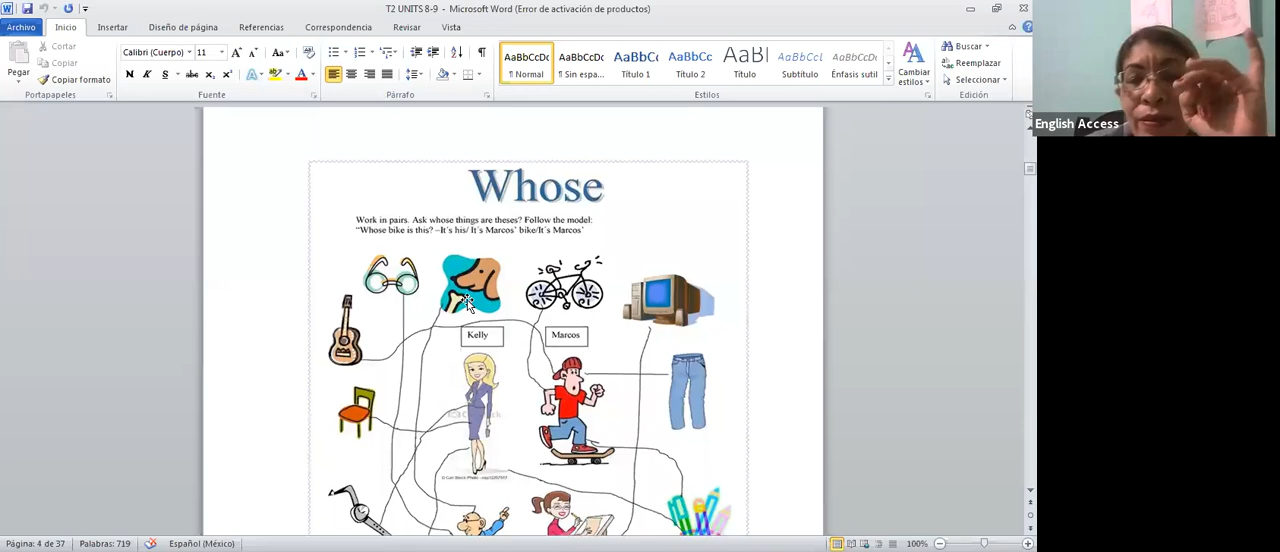 T2 UNITS 8-9 - Microsoft Word (Error de activación de productos)
Archivo Inicio Insertar Diseño de página Referencias Correspondencia Revisar Vista
Pegar
Cortar
Copiar
Copiar formato
Portapapeles
Calibri (Cuerpo) 11
Fuente
Párrafo
AaBbCcDc AaBbCcDc AaBbC AaBbCc AaBl AaBbCcL AaBbCcDc
¶ Normal ¶ Sin espa... Título 1 Título 2 Título Subtítulo Énfasis sutil
Cambiar estilos
Estilos
Buscar
Reemplazar
Seleccionar
Edición
English Access
Whose
Work in pairs. Ask whose things are theses? Follow the model:
“Whose bike is this? –It´s his/ It´s Marcos’ bike/It´s Marcos’
Kelly
Marcos
Página: 4 de 37 Palabras: 719 Español (México) 100%